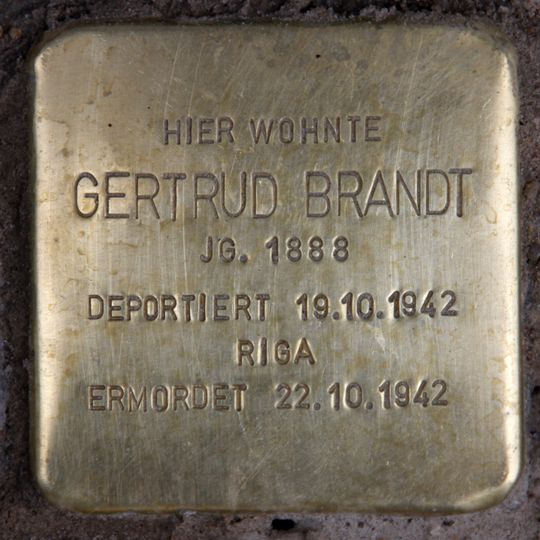 HIER WOHNTE
GERTRUD BRANDT
JG. 1888
DEPORTIERT 19.10.1942
RIGA
ERMORDET 22.10.1942